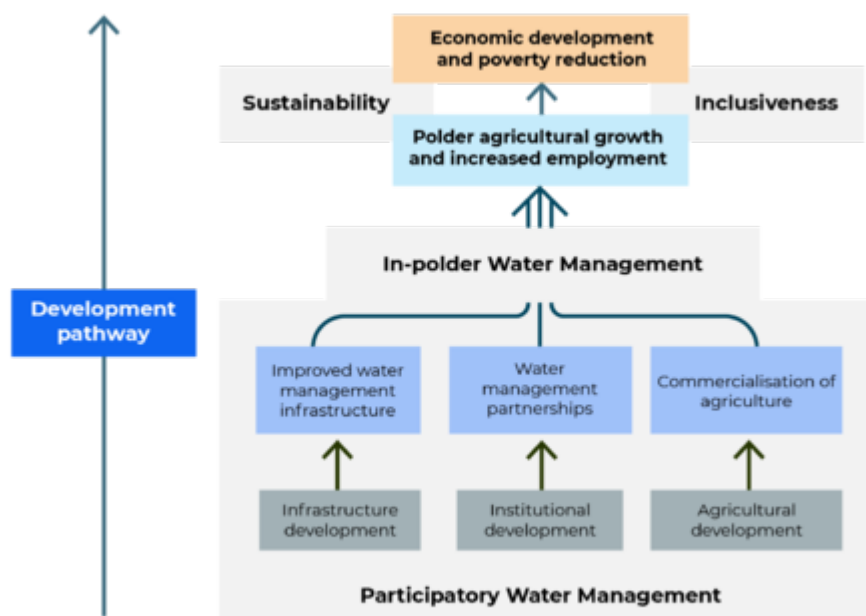 Economic development
and poverty reduction
Sustainability
Inclusiveness
Polder agricultural growth
and increased employment
In-polder Water Management
Development
pathway
Improved water
management
infrastructure
Water
management
partnerships
Commercialisation of
agriculture
Infrastructure
development
Institutional
development
Agricultural
development
Participatory Water Management